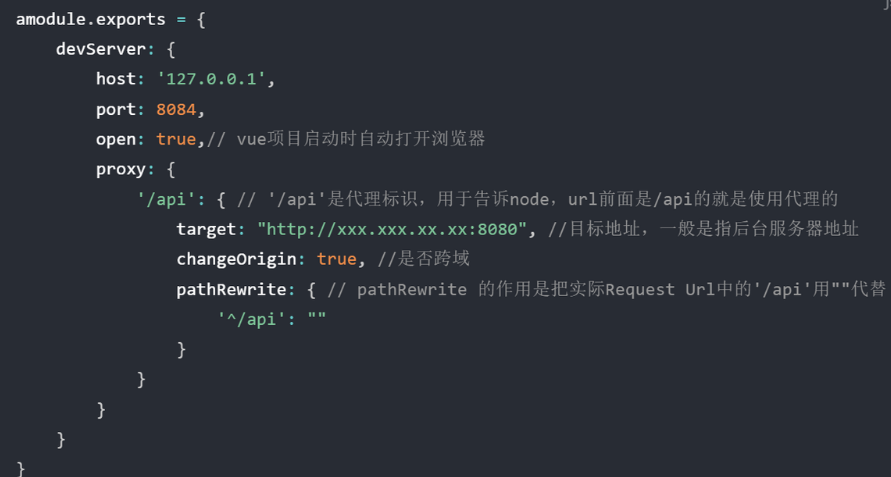 amodule.exports = {
    devServer: {
        host: '127.0.0.1',
        port: 8084,
        open: true,// vue项目启动时自动打开浏览器
        proxy: {
            '/api': { // '/api'是代理标识，用于告诉node，url前面是/api的就是使用代理的
                target: "http://xxx.xxx.xx.xx:8080", //目标地址，一般是指后台服务器地址
                changeOrigin: true, //是否跨域
                pathRewrite: { // pathRewrite 的作用是把实际Request Url中的'/api'用""代替
                    '^/api': ""
                }
            }
        }
    }
}